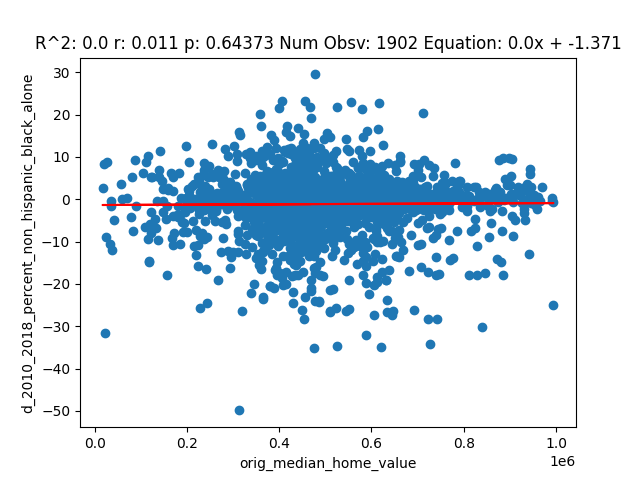 R^2: 0.0 r: 0.011 p: 0.64373 Num Obsv: 1902 Equation: 0.0x + -1.371
d_2010_2018_percent_non_hispanic_black_alone
30
20
10
0
−10
−20
−30
−40
−50
0.0 0.2 0.4 0.6 0.8 1.0
1e6
orig_median_home_value